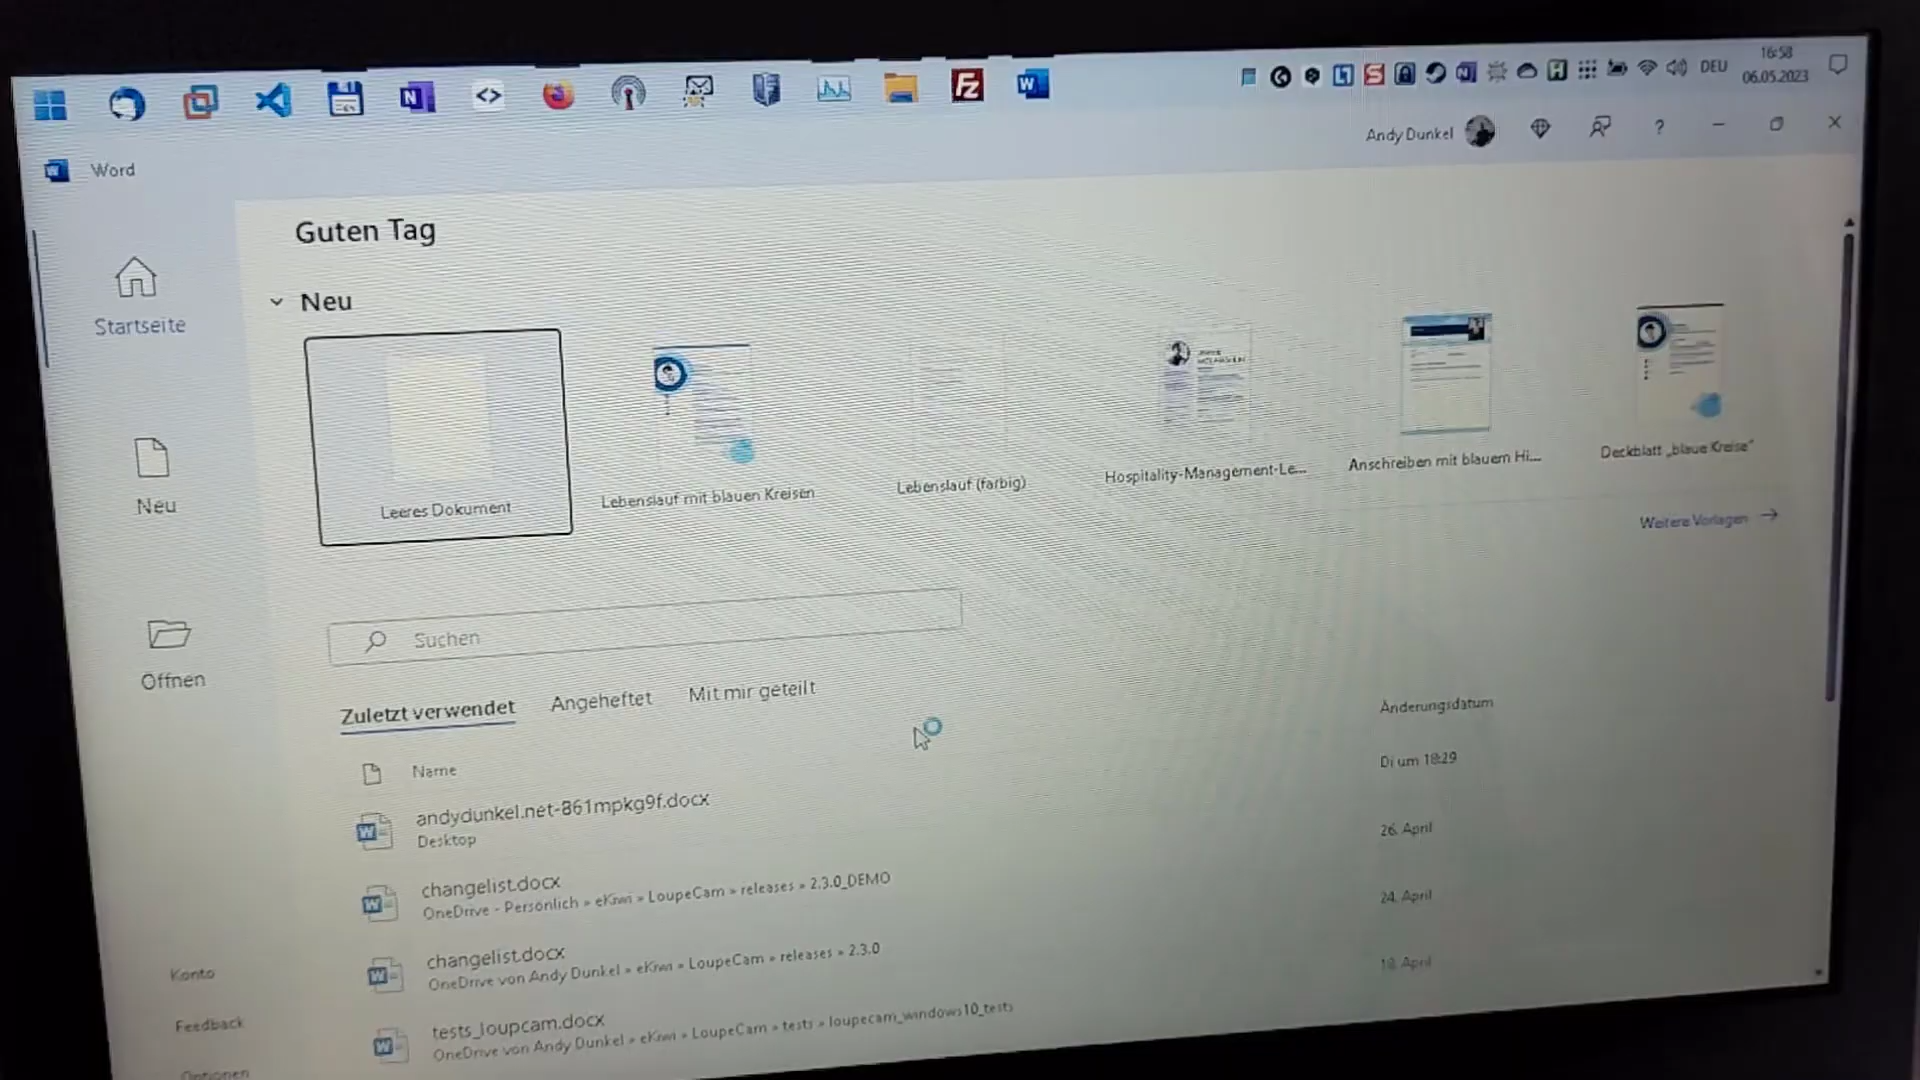 16:58
DEU
06.05.2023
Andy Dunkel
Word
Guten Tag
Startseite
Neu
Leeres Dokument
Lebenslauf mit blauen Kreisen
Lebenslauf (farbig)
Hospitality-Management-Le...
Anschreiben mit blauem Hi...
Deckblatt „blaue Kreise"
Neu
Weitere Vorlagen
Suchen
Öffnen
Zuletzt verwendet Angeheftet Mit mir geteilt
Name Änderungsdatum
andydunkel.net-861mpkg9f.docx Di um 18:29
Desktop
changelist.docx 26. April
OneDrive - Persönlich » eKiwi » LoupeCam » releases » 2.3.0_DEMO
changelist.docx 24. April
OneDrive von Andy Dunkel » eKiwi » LoupeCam » releases » 2.3.0
tests_loupcam.docx
OneDrive von Andy Dunkel » eKiwi » LoupeCam » tests » loupecam_windows10_tests
Konto
Feedback
Optionen